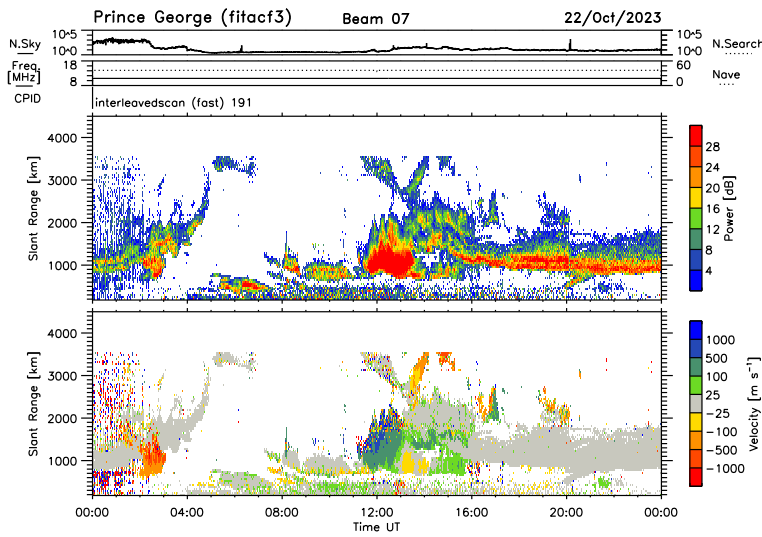 Prince George (fitacf3) Beam 07 22/Oct/2023
N.Sky 10^5 10^0 10^5 10^0 N.Search
Freq. [MHz] 18 8 60 0 Nave
CPID interleavedscan (fast) 191
Slant Range [km] 4000 3000 2000 1000
28 24 20 16 12 8 4 Power [dB]
Slant Range [km] 4000 3000 2000 1000
1000 500 100 25 -25 -100 -500 -1000 Velocity [m s^-1]
00:00 04:00 08:00 12:00 16:00 20:00 00:00
Time UT